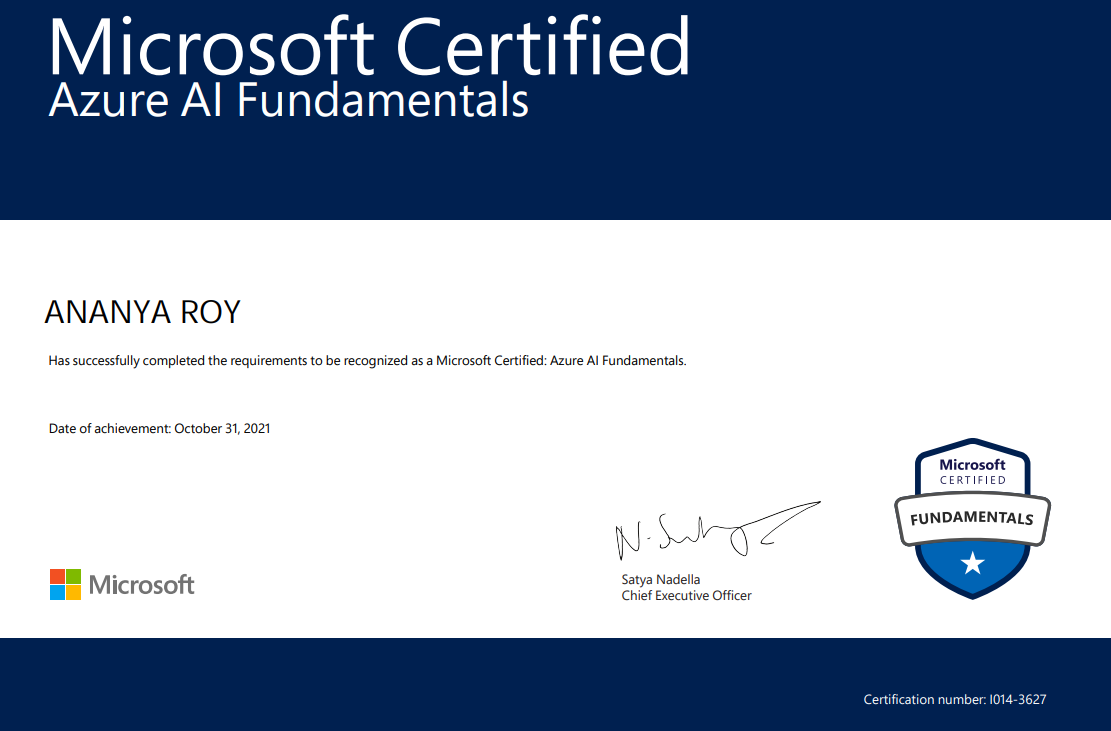 Microsoft Certified
Azure AI Fundamentals
ANANYA ROY
Has successfully completed the requirements to be recognized as a Microsoft Certified: Azure AI Fundamentals.
Date of achievement: October 31, 2021
Microsoft
CERTIFIED
FUNDAMENTALS
N. Satya
Satya Nadella
Chief Executive Officer
Microsoft
Certification number: I014-3627